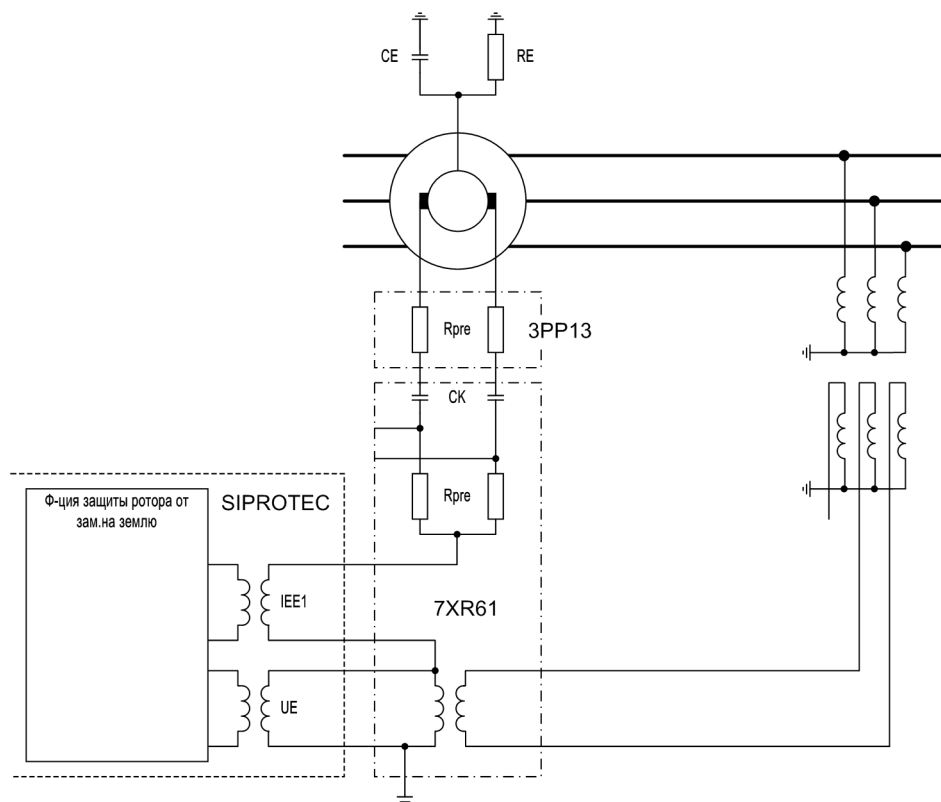 CE
RE
Rpre
3PP13
CK
Rpre
Ф-ция защиты ротора от
зам.на землю
SIPROTEC
IEE1
7XR61
UE